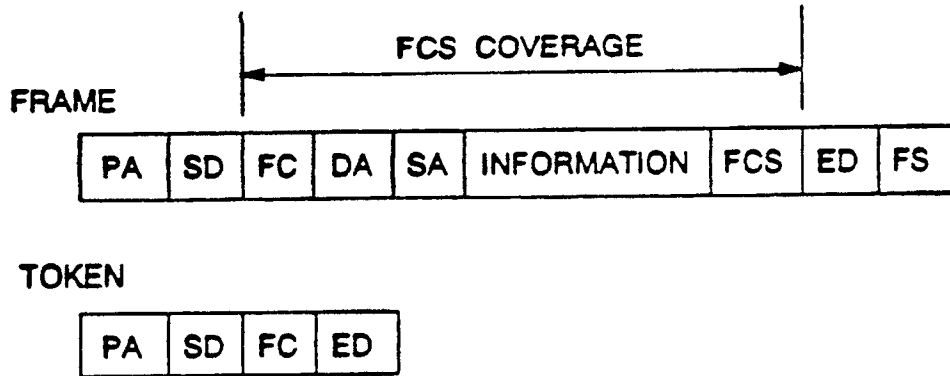 FCS COVERAGE
FRAME
PA SD FC DA SA INFORMATION FCS ED FS
TOKEN
PA SD FC ED